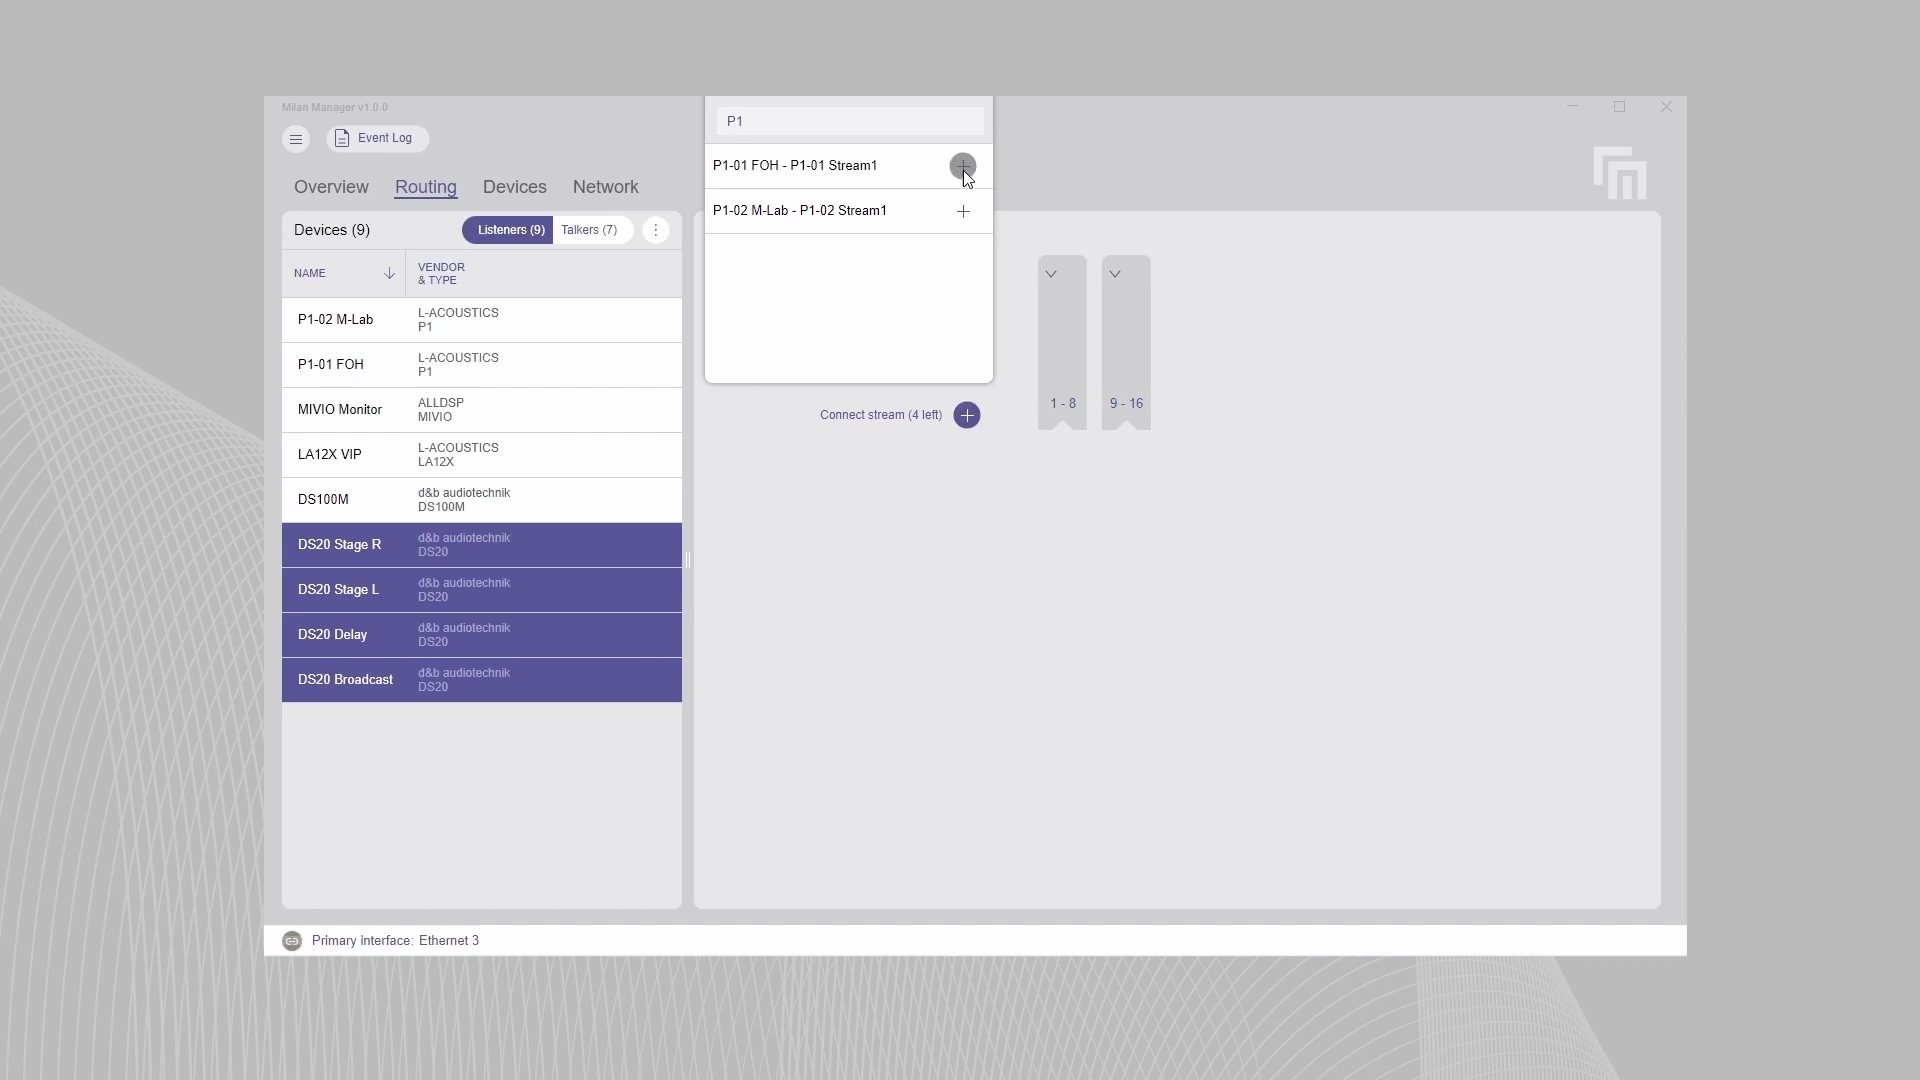 Milan Manager v1.0.0
Event Log
Overview
Routing
Devices
Network
Devices (9)
Listeners (9)
Talkers (7)
NAME
VENDOR
& TYPE
P1-02 M-Lab
L-ACOUSTICS
P1
P1-01 FOH
L-ACOUSTICS
P1
MIVIO Monitor
ALLDSP
MIVIO
LA12X VIP
L-ACOUSTICS
LA12X
DS100M
d&b audiotechnik
DS100M
DS20 Stage R
d&b audiotechnik
DS20
DS20 Stage L
d&b audiotechnik
DS20
DS20 Delay
d&b audiotechnik
DS20
DS20 Broadcast
d&b audiotechnik
DS20
P1
P1-01 FOH - P1-01 Stream1
P1-02 M-Lab - P1-02 Stream1
Connect stream (4 left)
1 - 8
9 - 16
Primary interface: Ethernet 3